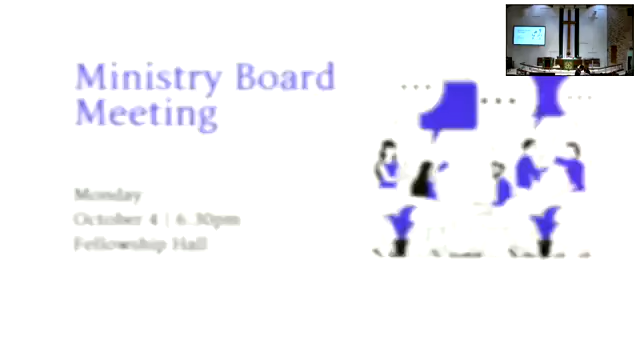 Ministry Board
Meeting
Monday
October 4 | 6:30pm
Fellowship Hall